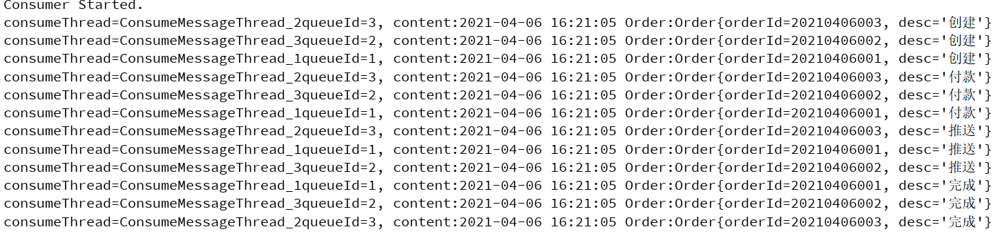 Consumer Started.
consumeThread=ConsumeMessageThread_2queueId=3, content:2021-04-06 16:21:05 Order:Order{orderId=20210406003, desc='创建'}
consumeThread=ConsumeMessageThread_3queueId=2, content:2021-04-06 16:21:05 Order:Order{orderId=20210406002, desc='创建'}
consumeThread=ConsumeMessageThread_1queueId=1, content:2021-04-06 16:21:05 Order:Order{orderId=20210406001, desc='创建'}
consumeThread=ConsumeMessageThread_2queueId=3, content:2021-04-06 16:21:05 Order:Order{orderId=20210406003, desc='付款'}
consumeThread=ConsumeMessageThread_3queueId=2, content:2021-04-06 16:21:05 Order:Order{orderId=20210406002, desc='付款'}
consumeThread=ConsumeMessageThread_1queueId=1, content:2021-04-06 16:21:05 Order:Order{orderId=20210406001, desc='付款'}
consumeThread=ConsumeMessageThread_2queueId=3, content:2021-04-06 16:21:05 Order:Order{orderId=20210406003, desc='推送'}
consumeThread=ConsumeMessageThread_1queueId=1, content:2021-04-06 16:21:05 Order:Order{orderId=20210406001, desc='推送'}
consumeThread=ConsumeMessageThread_3queueId=2, content:2021-04-06 16:21:05 Order:Order{orderId=20210406002, desc='推送'}
consumeThread=ConsumeMessageThread_1queueId=1, content:2021-04-06 16:21:05 Order:Order{orderId=20210406001, desc='完成'}
consumeThread=ConsumeMessageThread_3queueId=2, content:2021-04-06 16:21:05 Order:Order{orderId=20210406002, desc='完成'}
consumeThread=ConsumeMessageThread_2queueId=3, content:2021-04-06 16:21:05 Order:Order{orderId=20210406003, desc='完成'}